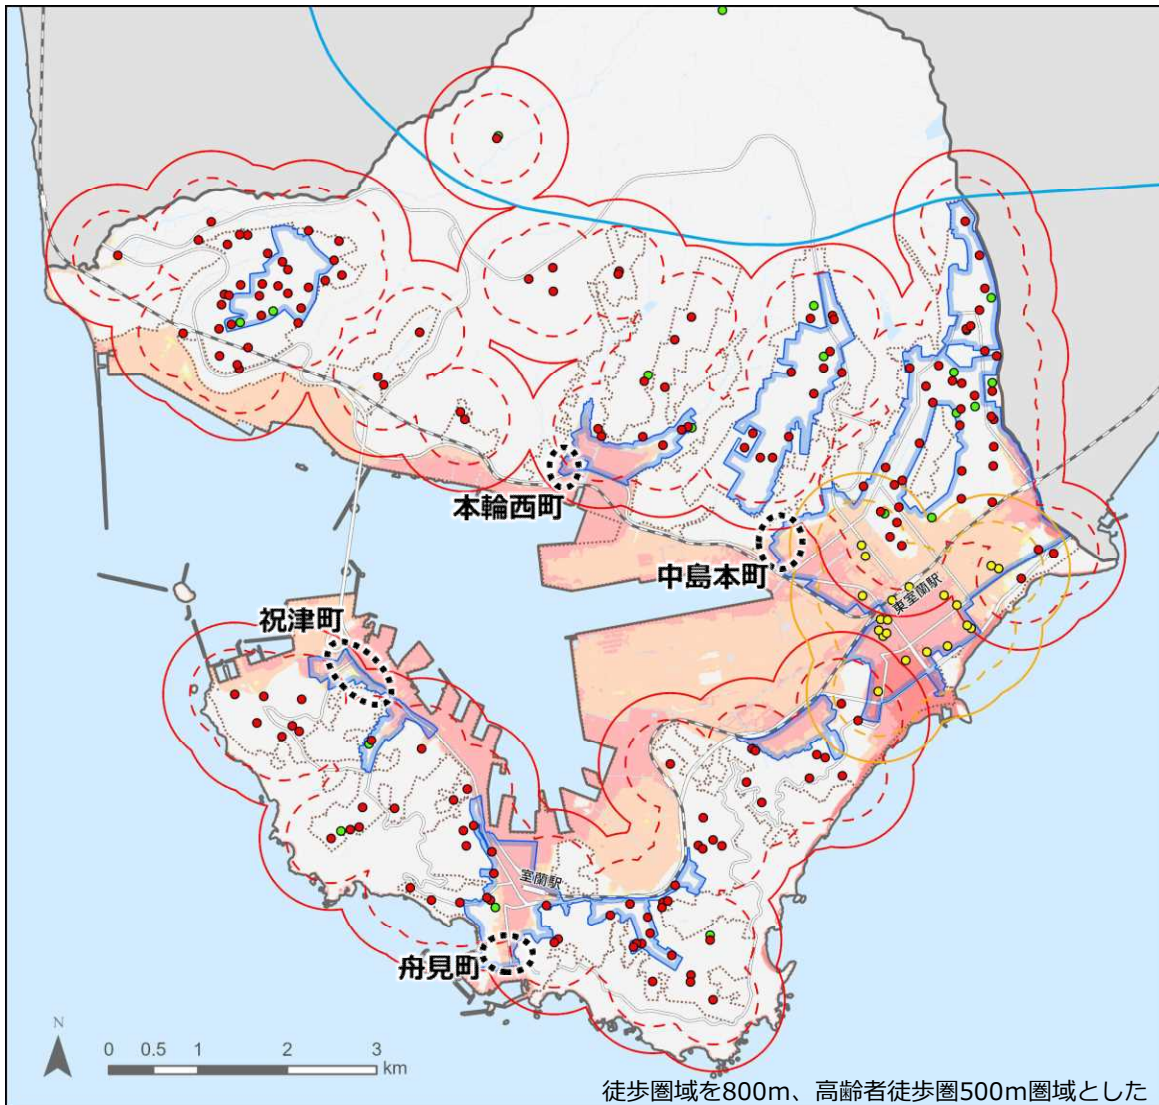 本輪西町
中島本町
東室蘭駅
祝津町
室蘭駅
舟見町
N
0 0.5 1 2 3
km
徒歩圏域を800m、高齢者徒歩圏500m圏域とした